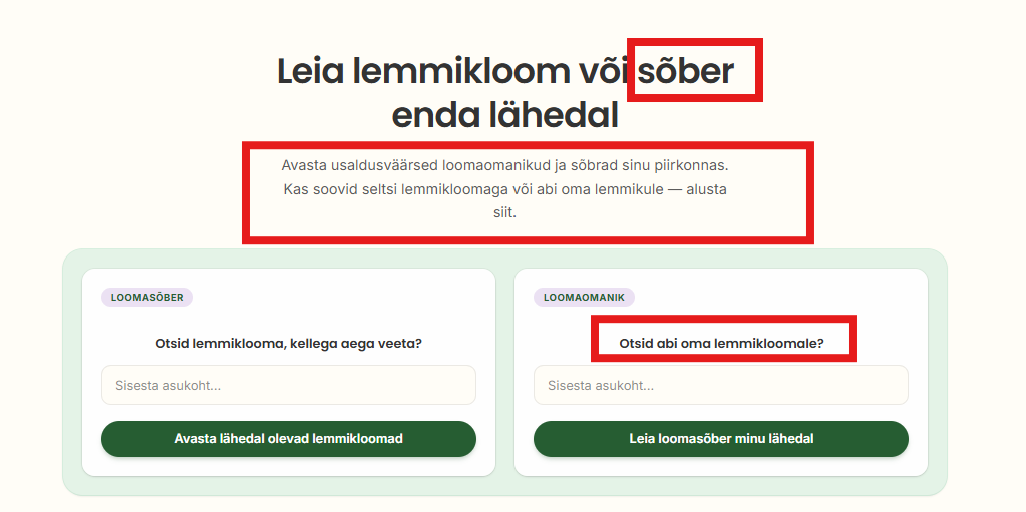 Leia lemmikloom või sõber
enda lähedal
Avasta usaldusväärsed loomaomanikud ja sõbrad sinu piirkonnas.
Kas soovid seltsi lemmikloomaga või abi oma lemmikule — alusta
siit.
LOOMASÕBER
Otsid lemmiklooma, kellega aega veeta?
Sisesta asukoht...
Avasta lähedal olevad lemmikloomad
LOOMAOMANIK
Otsid abi oma lemmikloomale?
Sisesta asukoht...
Leia loomasõber minu lähedal